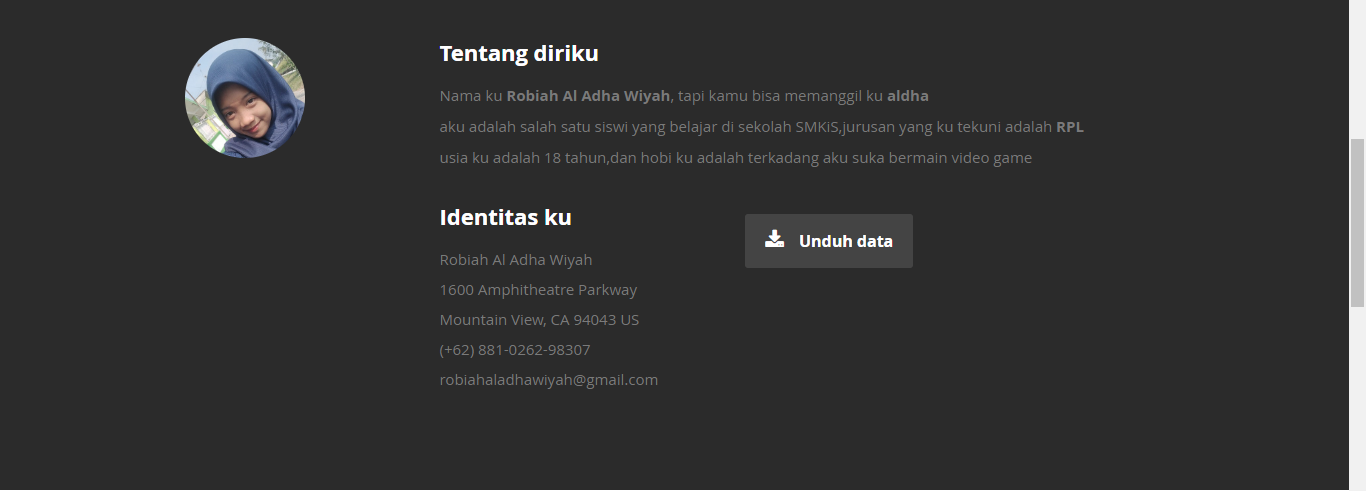 Tentang diriku
Nama ku Robiah Al Adha Wiyah, tapi kamu bisa memanggil ku aldha
aku adalah salah satu siswi yang belajar di sekolah SMKiS,jurusan yang ku tekuni adalah RPL
usia ku adalah 18 tahun,dan hobi ku adalah terkadang aku suka bermain video game
Identitas ku
Unduh data
Robiah Al Adha Wiyah
1600 Amphitheatre Parkway
Mountain View, CA 94043 US
(+62) 881-0262-98307
robiahaladhawiyah@gmail.com